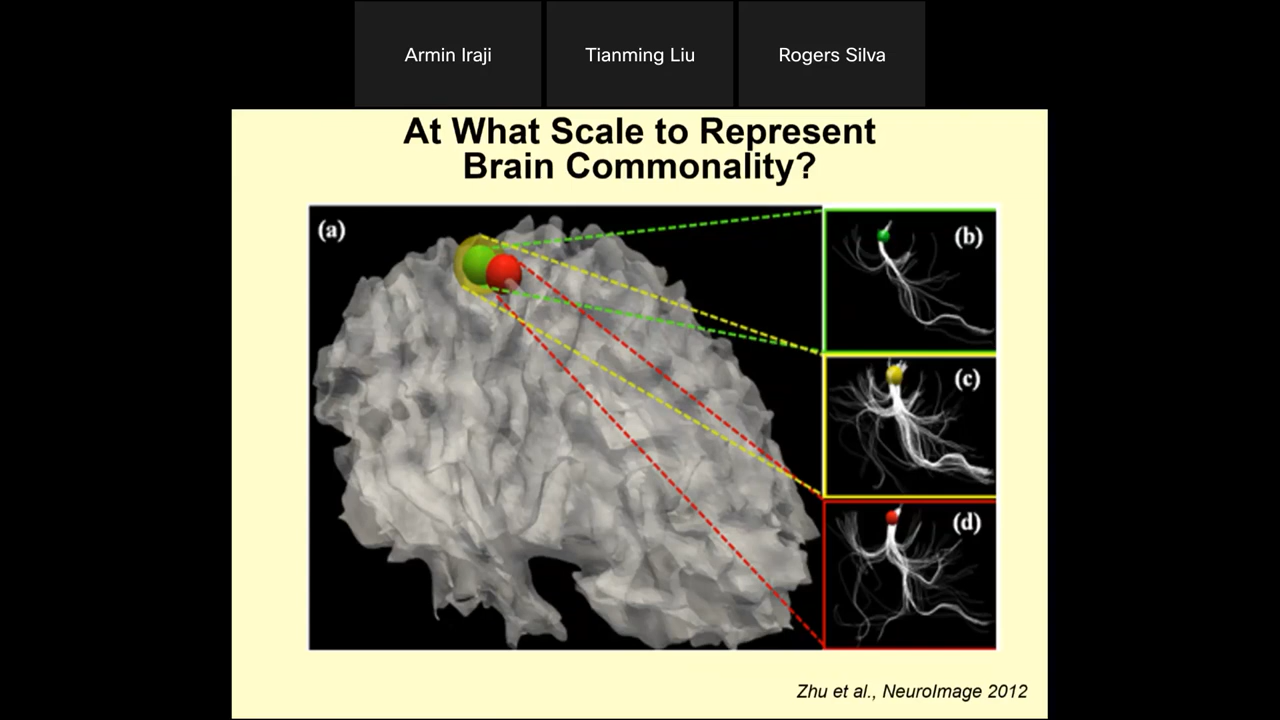 Armin Iraji
Tianming Liu
Rogers Silva
At What Scale to Represent
Brain Commonality?
(a)
(b)
(c)
(d)
Zhu et al., NeuroImage 2012